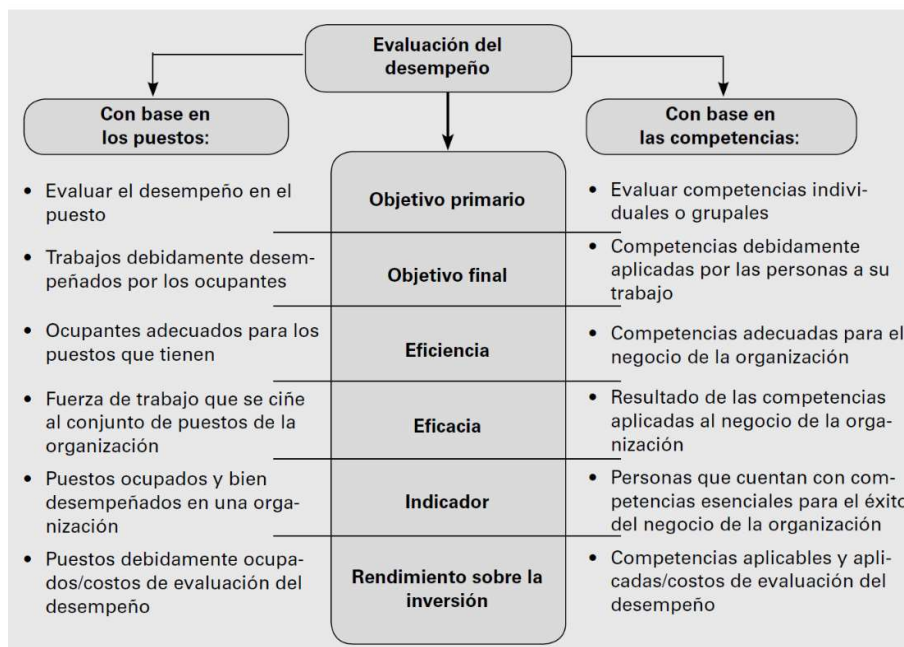 Evaluación del
desempeño
Con base en
los puestos:
Con base en
las competencias:
• Evaluar el desempeño en el
puesto
Objetivo primario
• Evaluar competencias indivi-
duales o grupales
• Trabajos debidamente desem-
peñados por los ocupantes
Objetivo final
• Competencias debidamente
aplicadas por las personas a su
trabajo
• Ocupantes adecuados para los
puestos que tienen
Eficiencia
• Competencias adecuadas para el
negocio de la organización
• Fuerza de trabajo que se ciñe
al conjunto de puestos de la
organización
Eficacia
• Resultado de las competencias
aplicadas al negocio de la orga-
nización
• Puestos ocupados y bien
desempeñados en una orga-
nización
Indicador
• Personas que cuentan con com-
petencias esenciales para el éxito
del negocio de la organización
• Puestos debidamente ocupa-
dos/costos de evaluación del
desempeño
Rendimiento sobre la
inversión
• Competencias aplicables y apli-
cadas/costos de evaluación del
desempeño